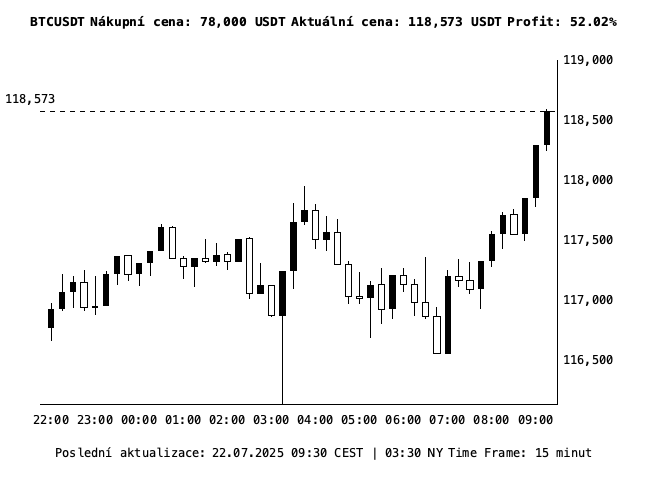 BTCUSDT Nákupní cena: 78,000 USDT Aktuální cena: 118,573 USDT Profit: 52.02%
119,000
118,573
118,500
118,000
117,500
117,000
116,500
22:00 23:00 00:00 01:00 02:00 03:00 04:00 05:00 06:00 07:00 08:00 09:00
Poslední aktualizace: 22.07.2025 09:30 CEST | 03:30 NY Time Frame: 15 minut